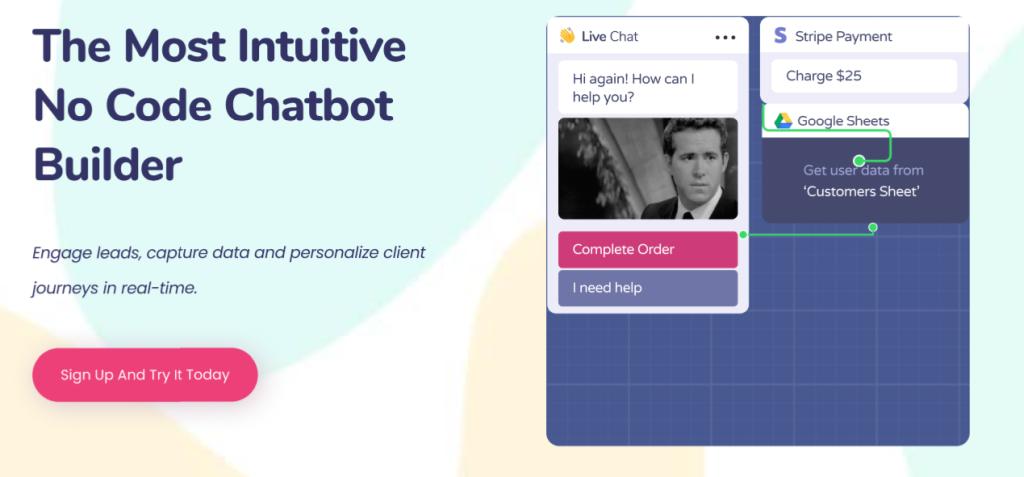 The Most Intuitive
No Code Chatbot
Builder
Engage leads, capture data and personalize client
journeys in real-time.
Sign Up And Try It Today
Live Chat
Hi again! How can I
help you?
Complete Order
I need help
Stripe Payment
Charge $25
Google Sheets
Get user data from
‘Customers Sheet’